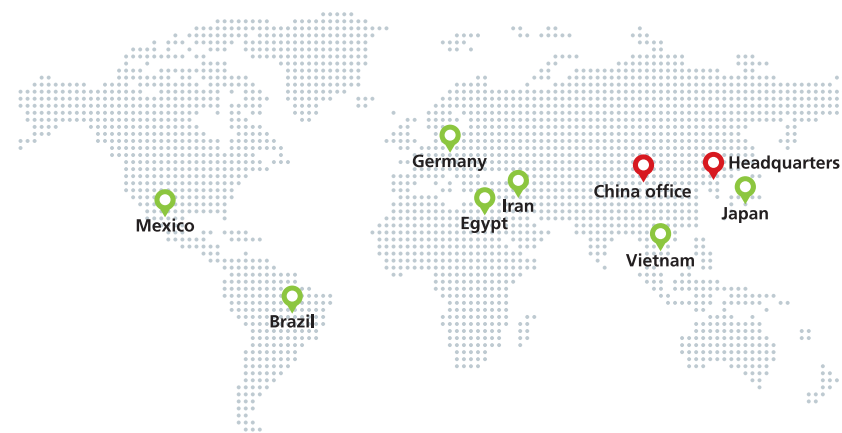 Germany
Headquarters
China office
Iran
Japan
Mexico
Egypt
Vietnam
Brazil